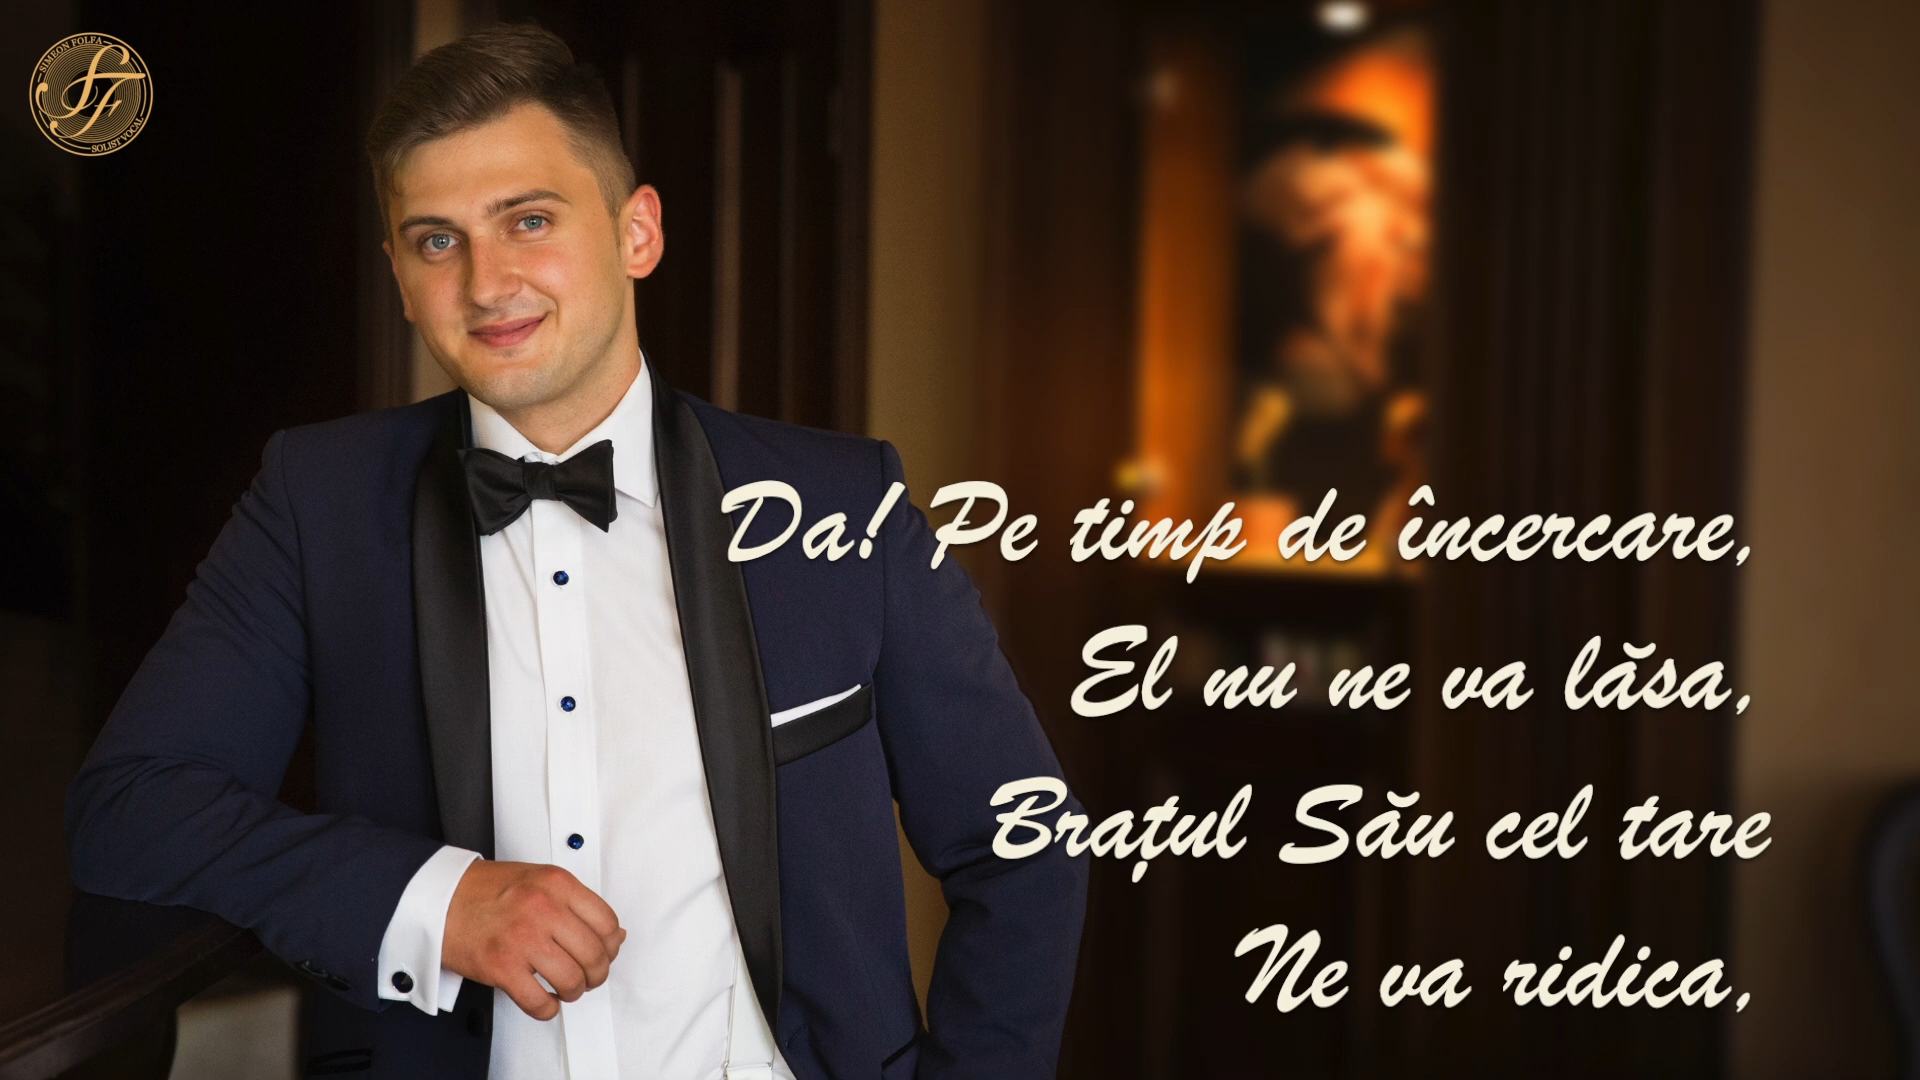 SIMEON FOLFA
SF
SOLIST VOCAL
Da! Pe timp de încercare,
El nu ne va lăsa,
Brațul Său cel tare
Ne va ridica,